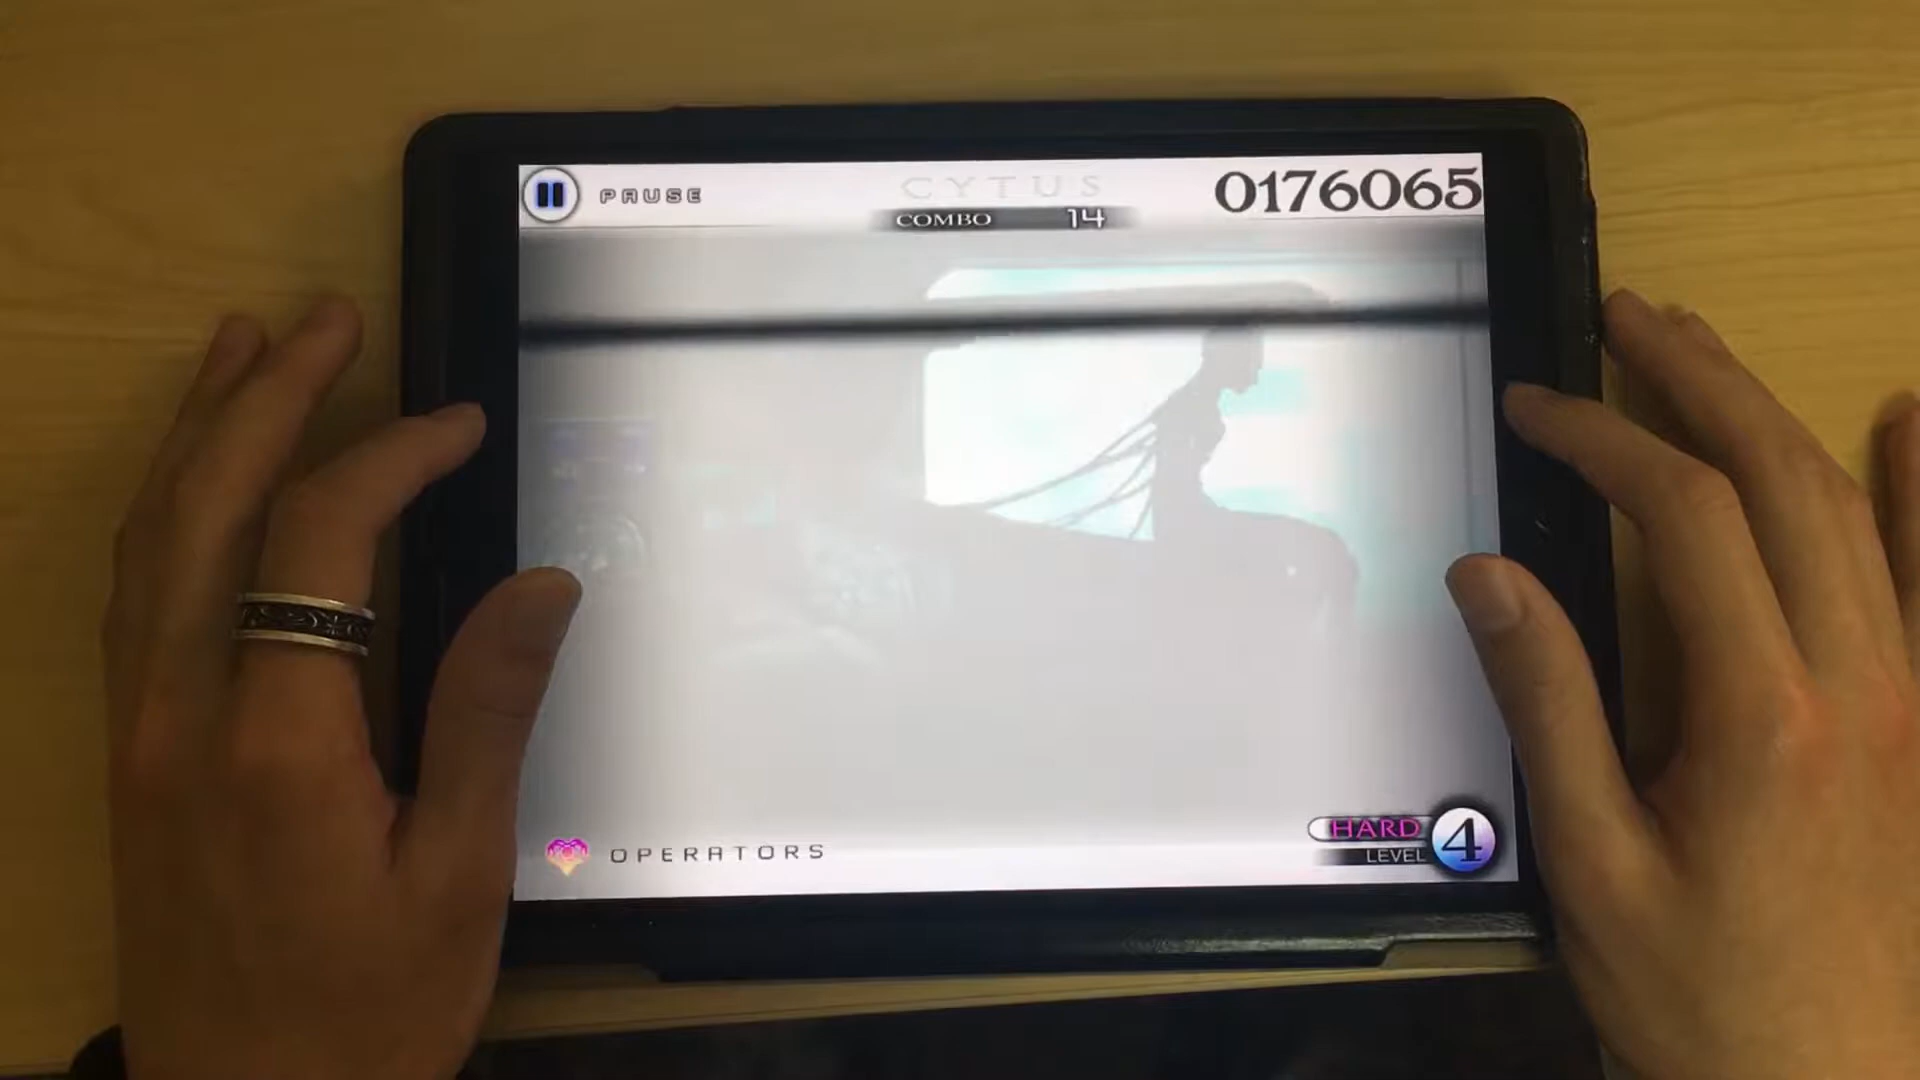 PAUSE
CYTUS
0176065
COMBO 14
OPERATORS
HARD
LEVEL
4